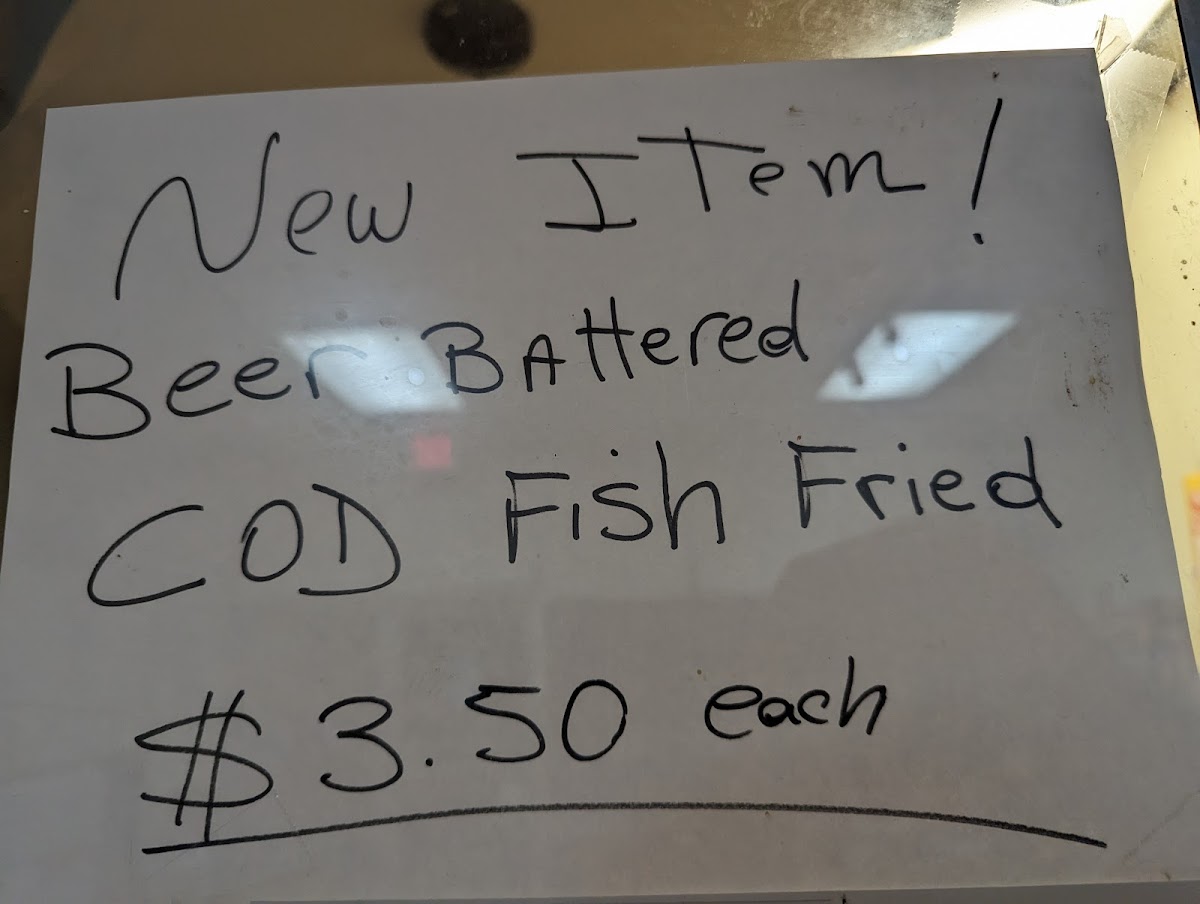 New ITem!
Beer BAttered
COD Fish Fried
$3.50 each